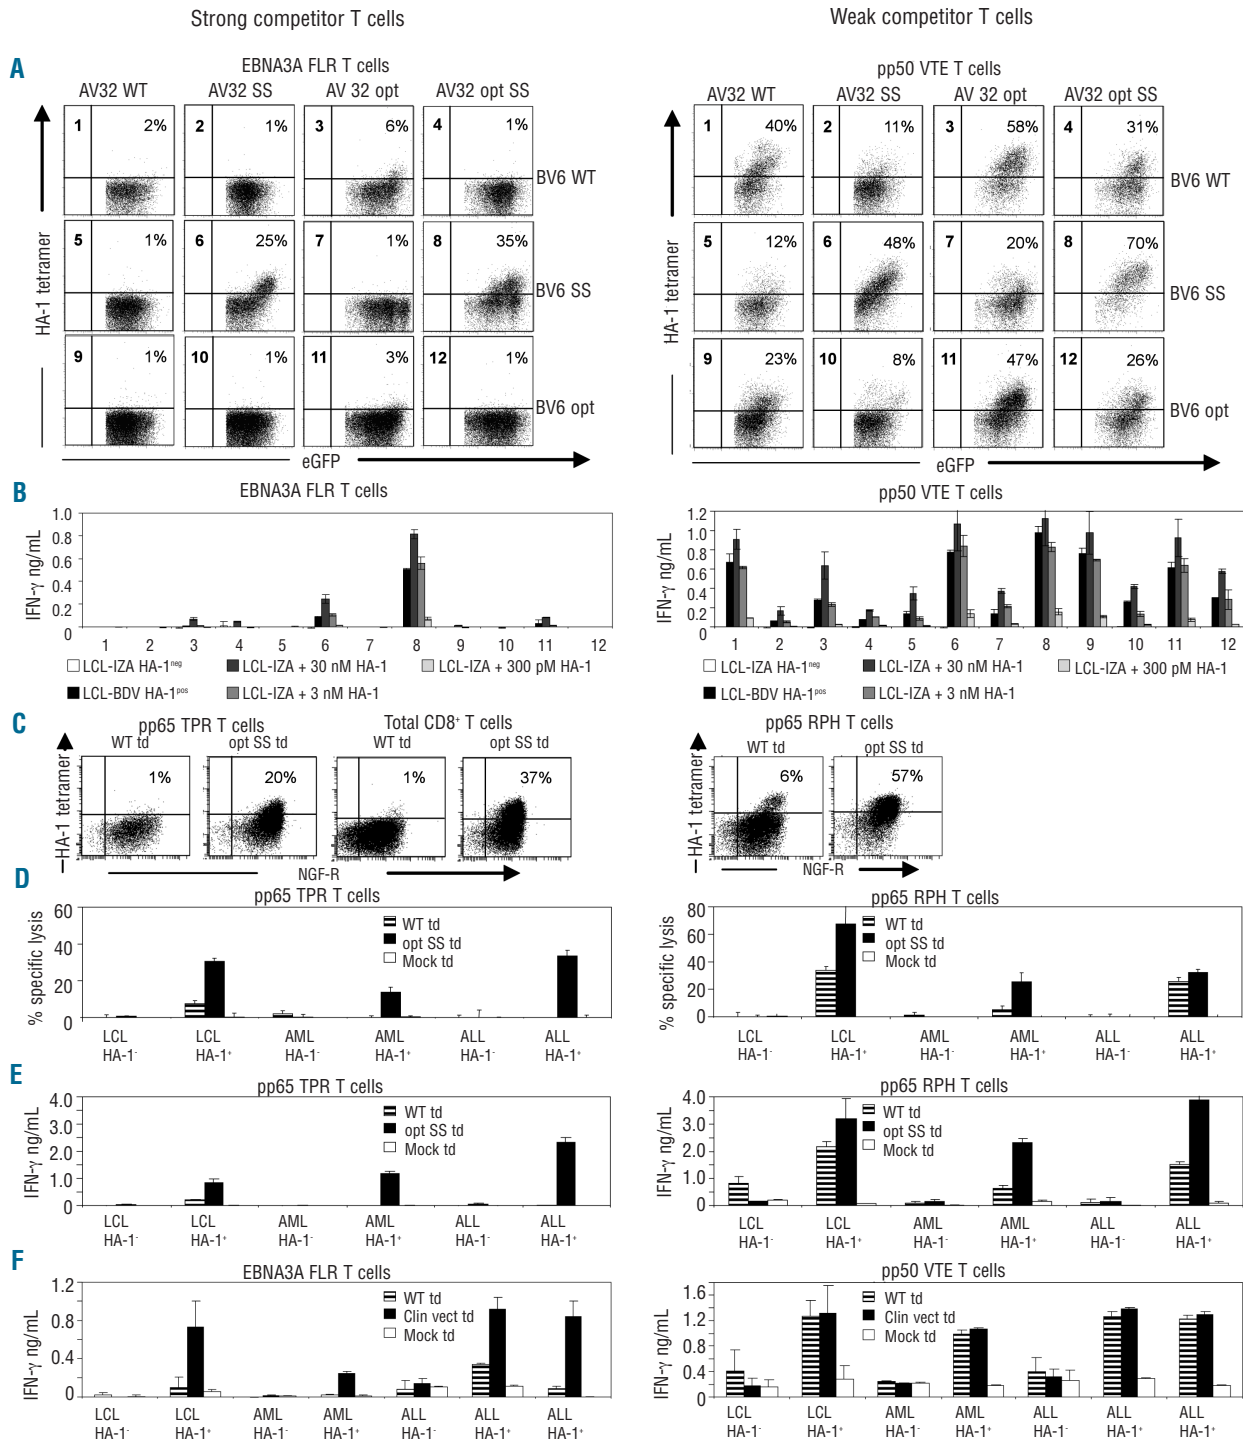 Strong competitor T cells
Weak competitor T cells
A
EBNA3A FLR T cells
AV32 WT AV32 SS AV 32 opt AV32 opt SS
1 2% 2 1% 3 6% 4 1% BV6 WT
5 1% 6 25% 7 1% 8 35% BV6 SS
9 1% 10 1% 11 3% 12 1% BV6 opt
HA-1 tetramer
eGFP
pp50 VTE T cells
AV32 WT AV32 SS AV 32 opt AV32 opt SS
1 40% 2 11% 3 58% 4 31% BV6 WT
5 12% 6 48% 7 20% 8 70% BV6 SS
9 23% 10 8% 11 47% 12 26% BV6 opt
HA-1 tetramer
eGFP
B
EBNA3A FLR T cells
IFN-γ ng/mL
1.0
0.8
0.6
0.4
0.2
0
1 2 3 4 5 6 7 8 9 10 11 12
LCL-IZA HA-1neg LCL-IZA + 30 nM HA-1 LCL-IZA + 300 pM HA-1
LCL-BDV HA-1pos LCL-IZA + 3 nM HA-1
pp50 VTE T cells
IFN-γ ng/mL
1.2
1.0
0.8
0.6
0.4
0.2
0
1 2 3 4 5 6 7 8 9 10 11 12
LCL-IZA HA-1neg LCL-IZA + 30 nM HA-1 LCL-IZA + 300 pM HA-1
LCL-BDV HA-1pos LCL-IZA + 3 nM HA-1
C
pp65 TPR T cells Total CD8+ T cells
WT td opt SS td WT td opt SS td
1% 20% 1% 37%
HA-1 tetramer
NGF-R
pp65 RPH T cells
WT td opt SS td
6% 57%
HA-1 tetramer
NGF-R
D
pp65 TPR T cells
% specific lysis
60
40
20
0
WT td
opt SS td
Mock td
LCL LCL AML AML ALL ALL
HA-1- HA-1+ HA-1- HA-1+ HA-1- HA-1+
pp65 RPH T cells
% specific lysis
80
60
40
20
0
WT td
opt SS td
Mock td
LCL LCL AML AML ALL ALL
HA-1- HA-1+ HA-1- HA-1+ HA-1- HA-1+
E
pp65 TPR T cells
IFN-γ ng/mL
4.0
3.0
2.0
1.0
0
WT td
opt SS td
Mock td
LCL LCL AML AML ALL ALL
HA-1- HA-1+ HA-1- HA-1+ HA-1- HA-1+
pp65 RPH T cells
IFN-γ ng/mL
4.0
3.0
2.0
1.0
0
WT td
opt SS td
Mock td
LCL LCL AML AML ALL ALL
HA-1- HA-1+ HA-1- HA-1+ HA-1- HA-1+
F
EBNA3A FLR T cells
IFN-γ ng/mL
1.2
0.8
0.4
0
WT td
Clin vect td
Mock td
LCL LCL AML AML ALL ALL ALL
HA-1- HA-1+ HA-1- HA-1+ HA-1- HA-1+ HA-1+
pp50 VTE T cells
IFN-γ ng/mL
1.6
1.2
0.8
0.4
0
WT td
Clin vect td
Mock td
LCL LCL AML AML ALL ALL ALL
HA-1- HA-1+ HA-1- HA-1+ HA-1- HA-1+ HA-1+